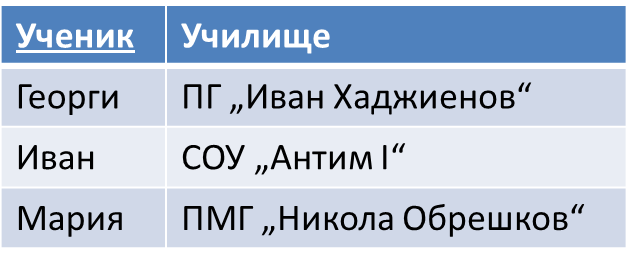 Ученик Училище
Георги ПГ „Иван Хаджиенов“
Иван СОУ „Антим I“
Мария ПМГ „Никола Обрешков“